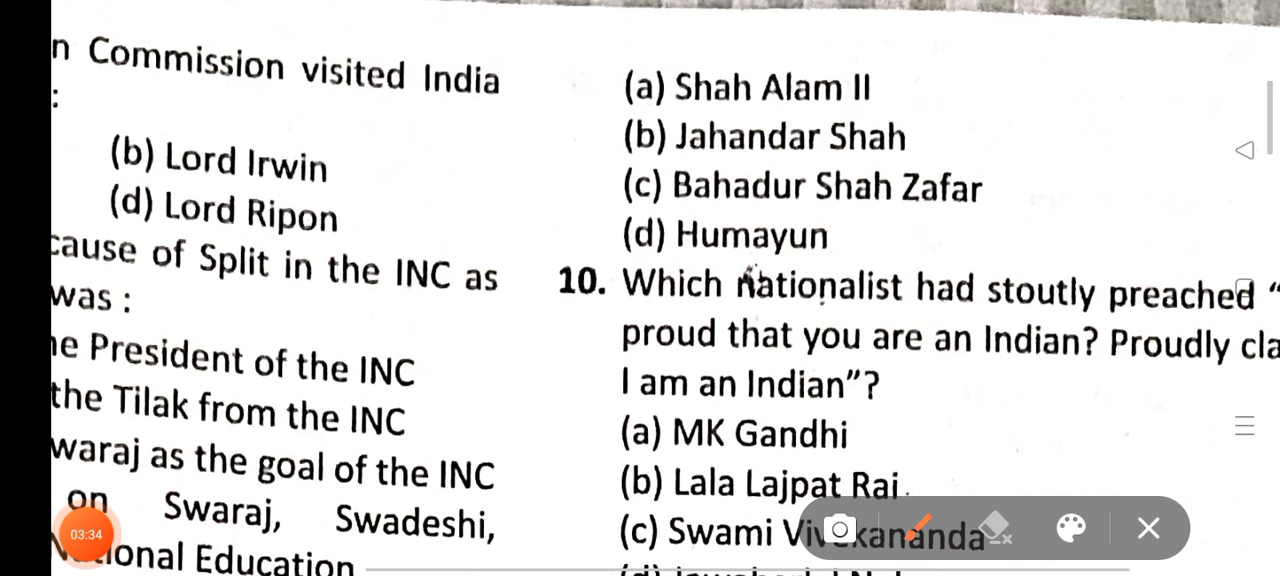 n Commission visited India
:
(b) Lord Irwin
(d) Lord Ripon
cause of Split in the INC as
was :
he President of the INC
the Tilak from the INC
waraj as the goal of the INC
on Swaraj, Swadeshi,
tional Education
(a) Shah Alam II
(b) Jahandar Shah
(c) Bahadur Shah Zafar
(d) Humayun
10. Which nationalist had stoutly preached “
proud that you are an Indian? Proudly cla
I am an Indian”?
(a) MK Gandhi
(b) Lala Lajpat Rai
(c) Swami Vivekananda
03:34